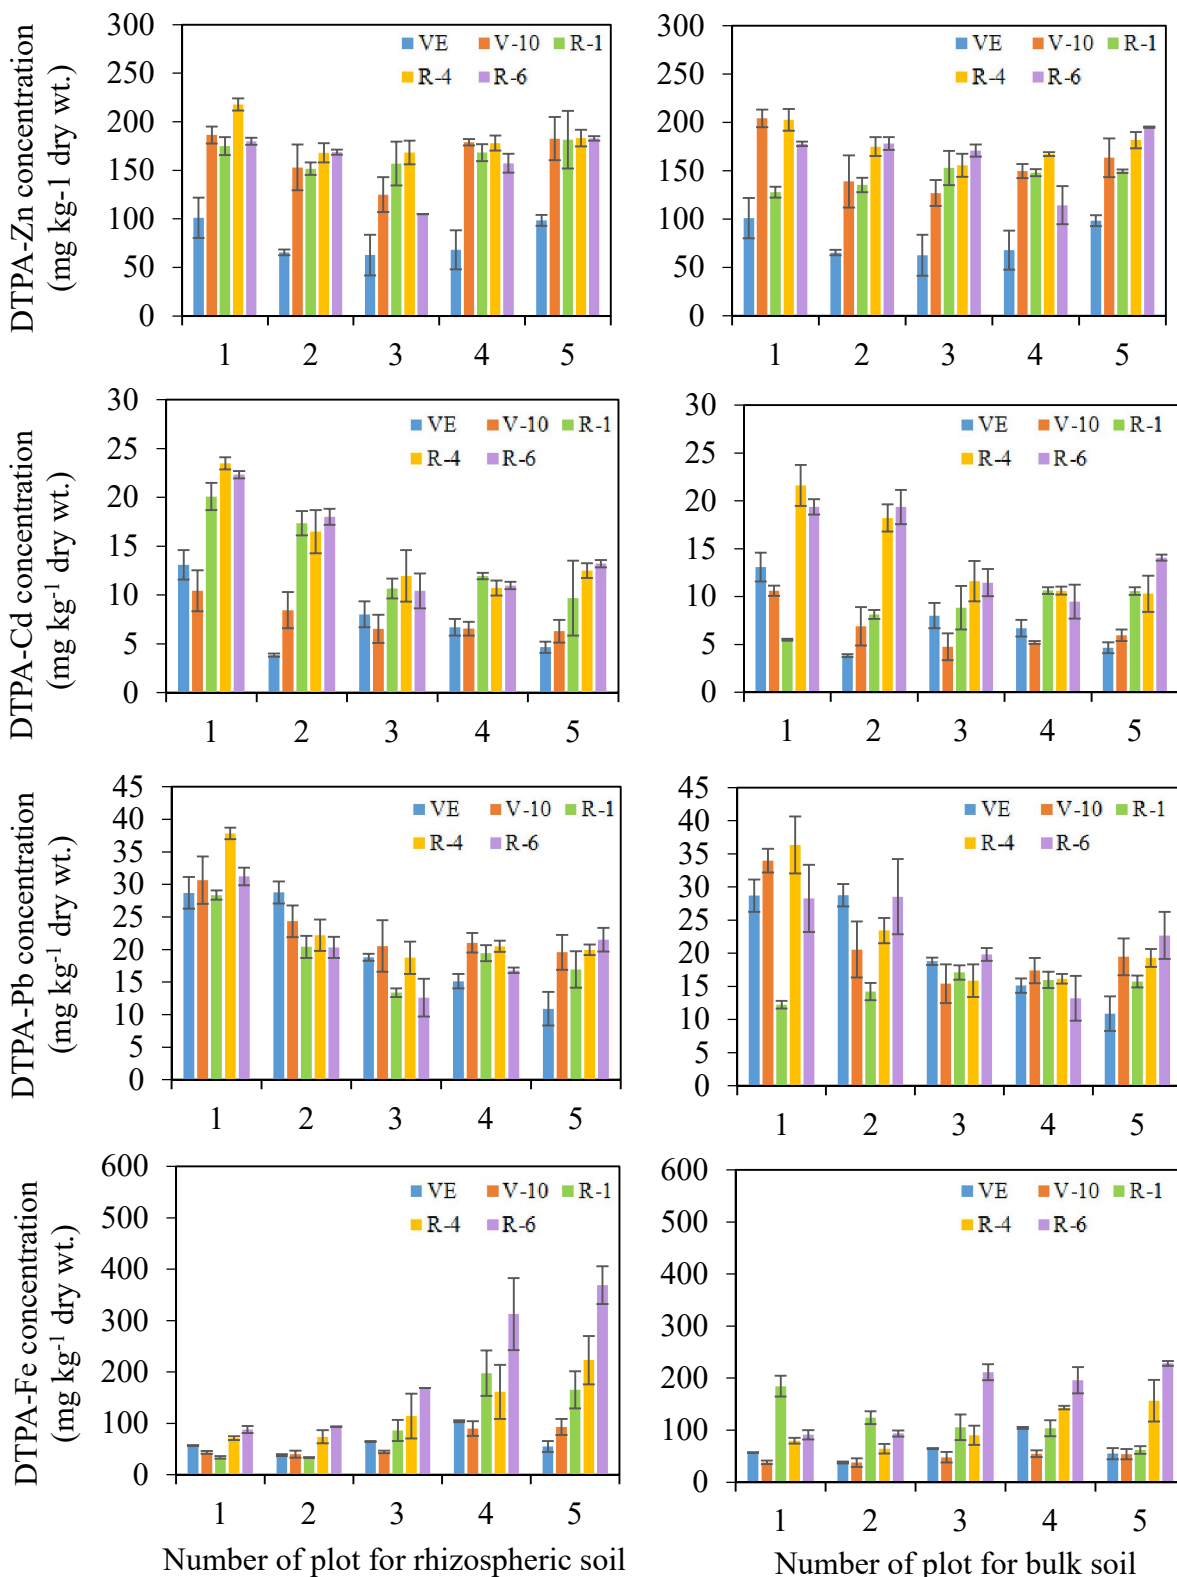 DTPA-Zn concentration
(mg kg-1 dry wt.)
300
250
200
150
100
50
0
VE V-10 R-1
R-4 R-6
1 2 3 4 5
300
250
200
150
100
50
0
VE V-10 R-1
R-4 R-6
1 2 3 4 5
DTPA-Cd concentration
(mg kg⁻¹ dry wt.)
30
25
20
15
10
5
0
VE V-10 R-1
R-4 R-6
1 2 3 4 5
30
25
20
15
10
5
0
VE V-10 R-1
R-4 R-6
1 2 3 4 5
DTPA-Pb concentration
(mg kg⁻¹ dry wt.)
45
40
35
30
25
20
15
10
5
0
VE V-10 R-1
R-4 R-6
1 2 3 4 5
45
40
35
30
25
20
15
10
5
0
VE V-10 R-1
R-4 R-6
1 2 3 4 5
DTPA-Fe concentration
(mg kg⁻¹ dry wt.)
600
500
400
300
200
100
0
VE V-10 R-1
R-4 R-6
1 2 3 4 5
Number of plot for rhizospheric soil
600
500
400
300
200
100
0
VE V-10 R-1
R-4 R-6
1 2 3 4 5
Number of plot for bulk soil